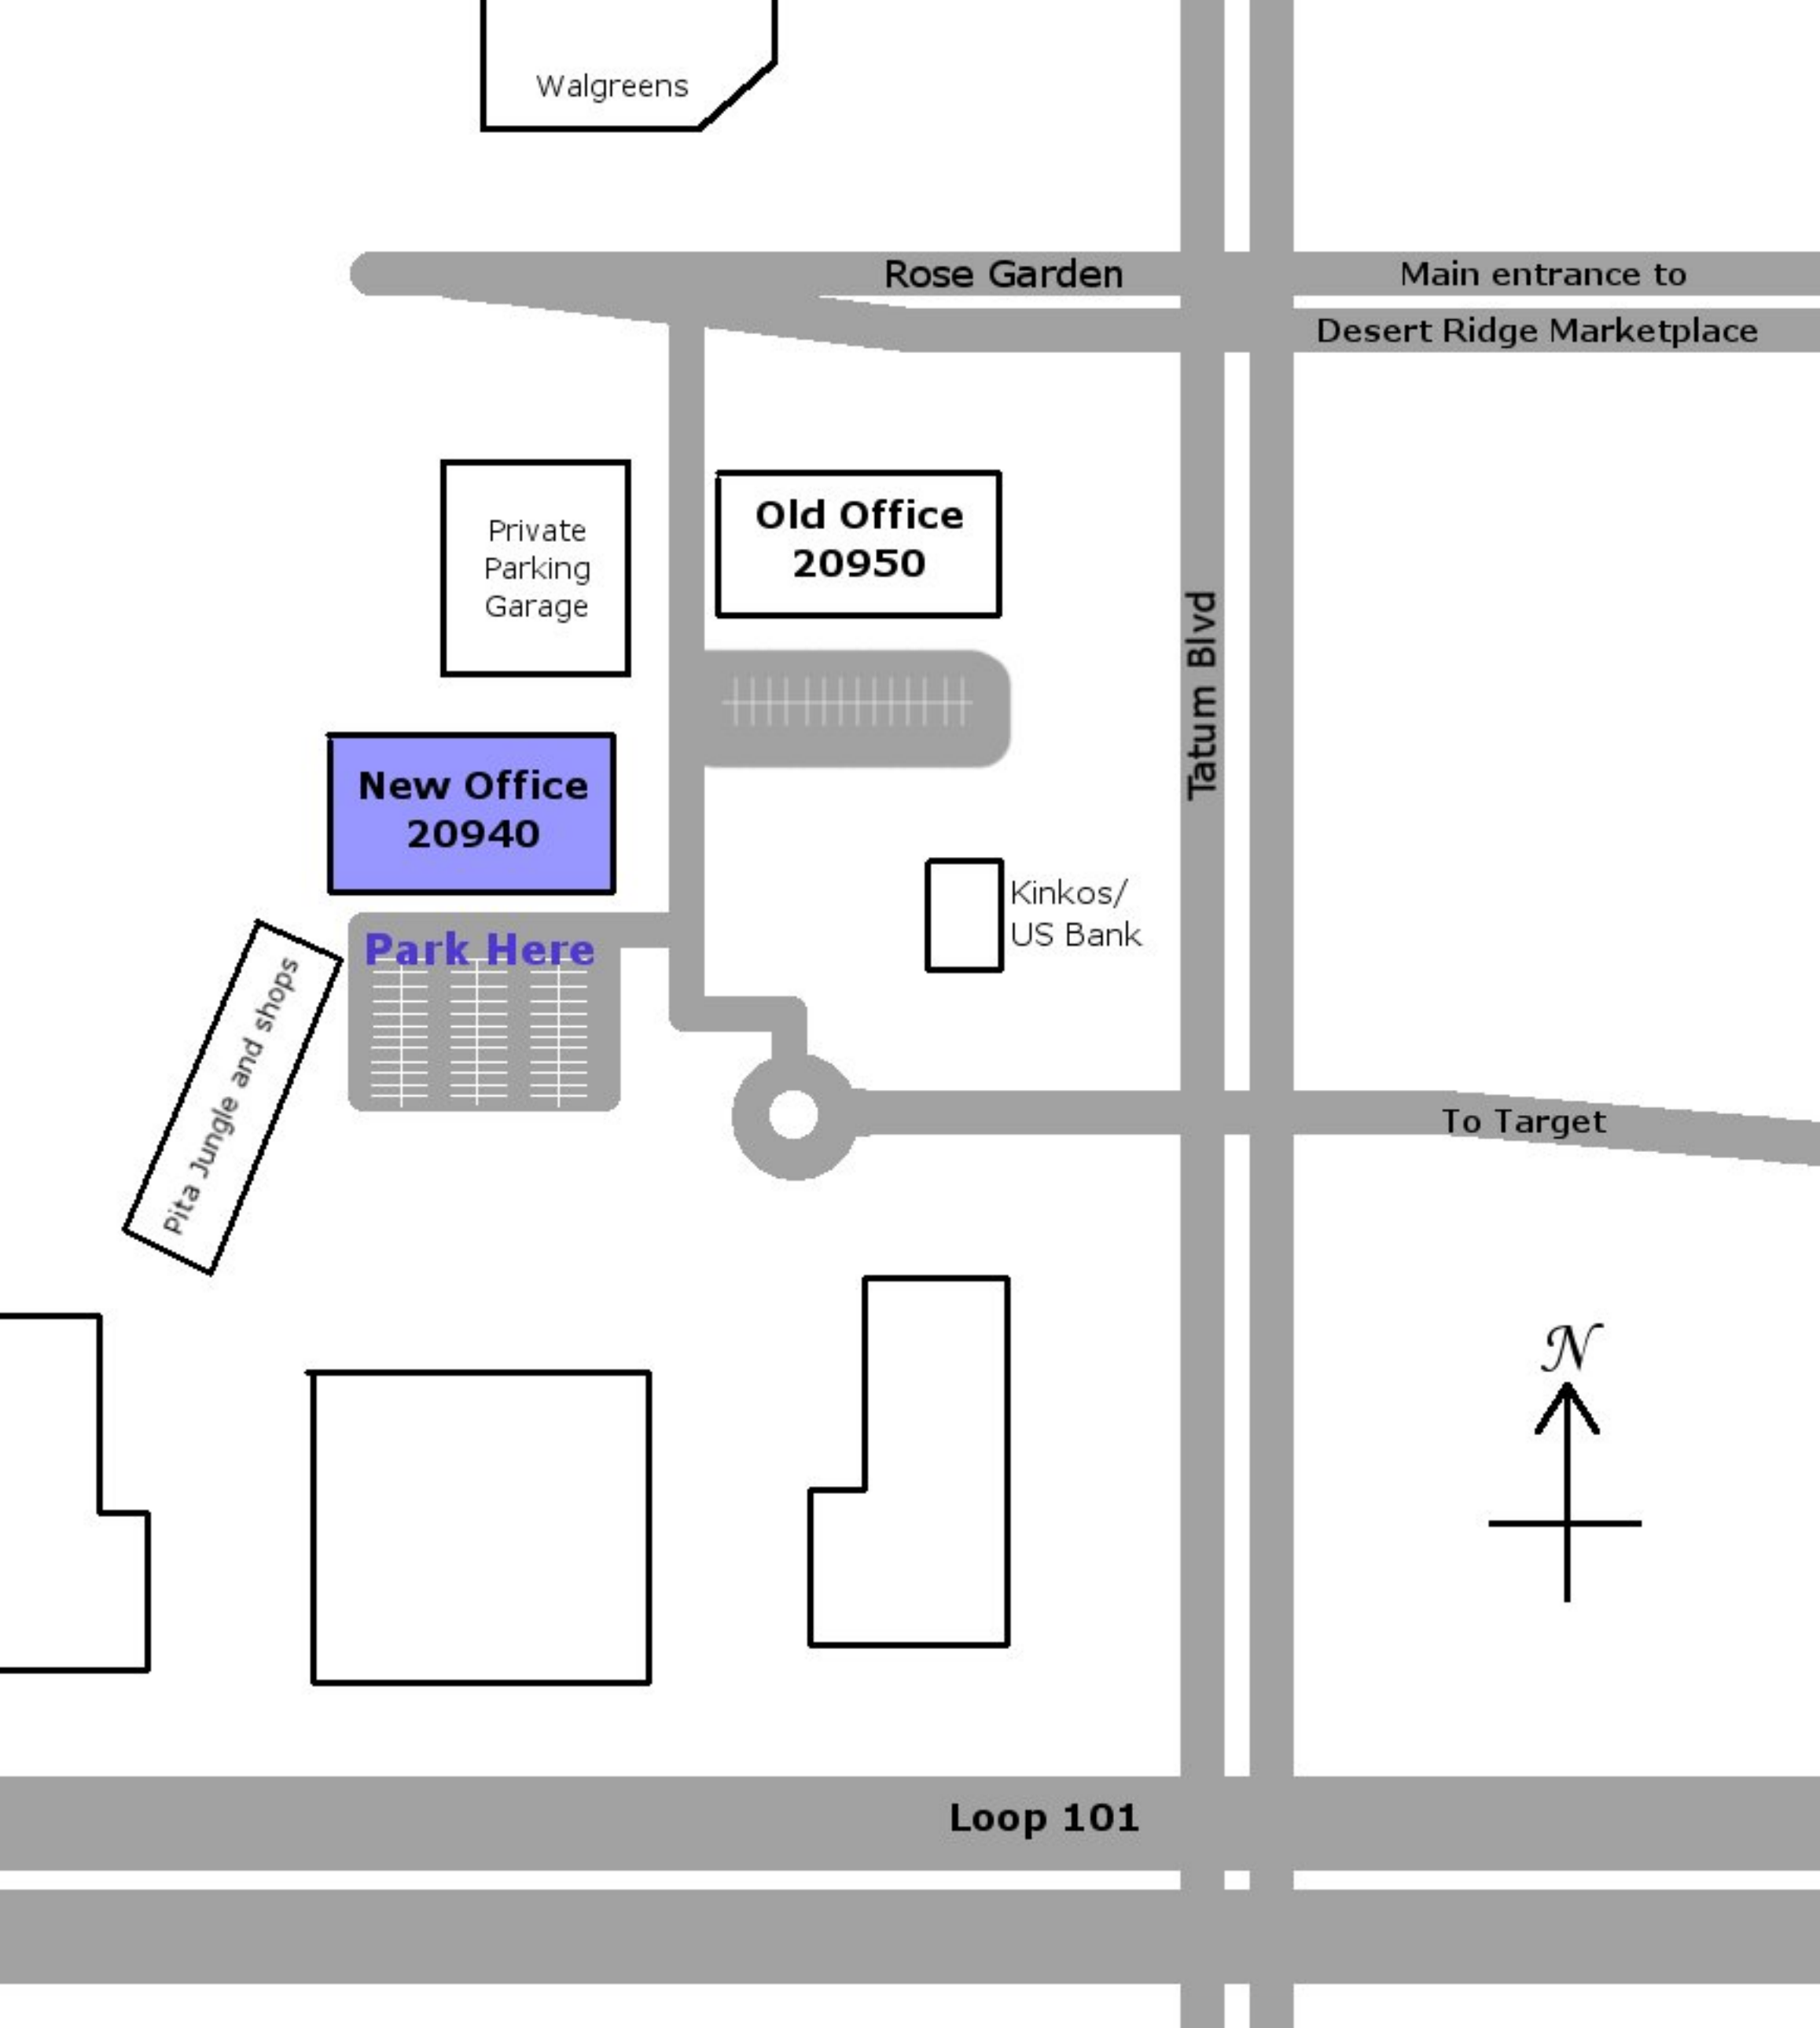 Walgreens
Rose Garden
Main entrance to
Desert Ridge Marketplace
Private
Parking
Garage
Old Office
20950
Tatum Blvd
New Office
20940
Kinkos/
US Bank
Park Here
Pita Jungle and shops
To Target
N
Loop 101